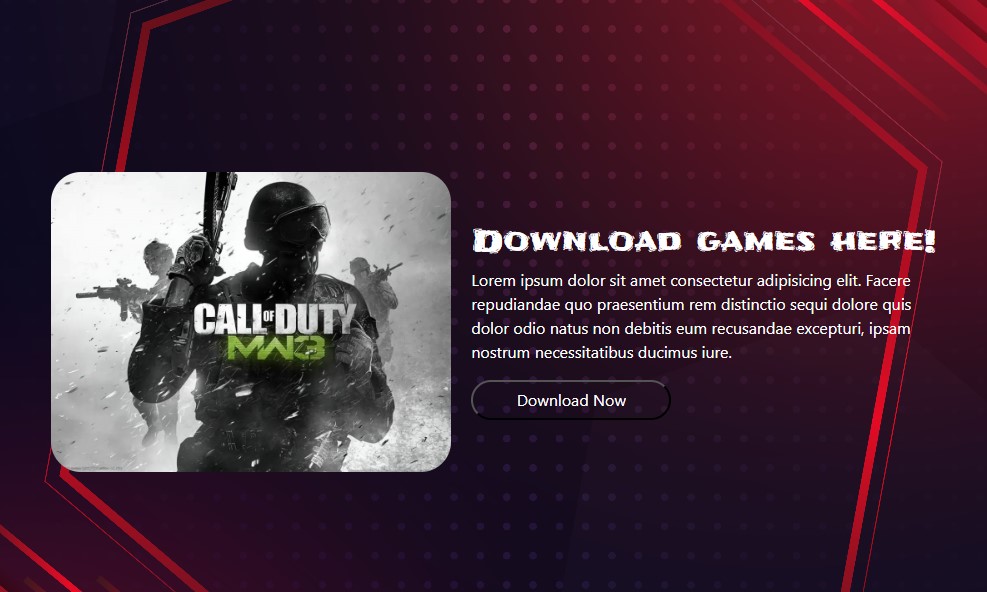 CALL OF DUTY
MW3
Download games here!
Lorem ipsum dolor sit amet consectetur adipisicing elit. Facere
repudiandae quo praesentium rem distinctio sequi dolore quis
dolor odio natus non debitis eum recusandae excepturi, ipsam
nostrum necessitatibus ducimus iure.
Download Now